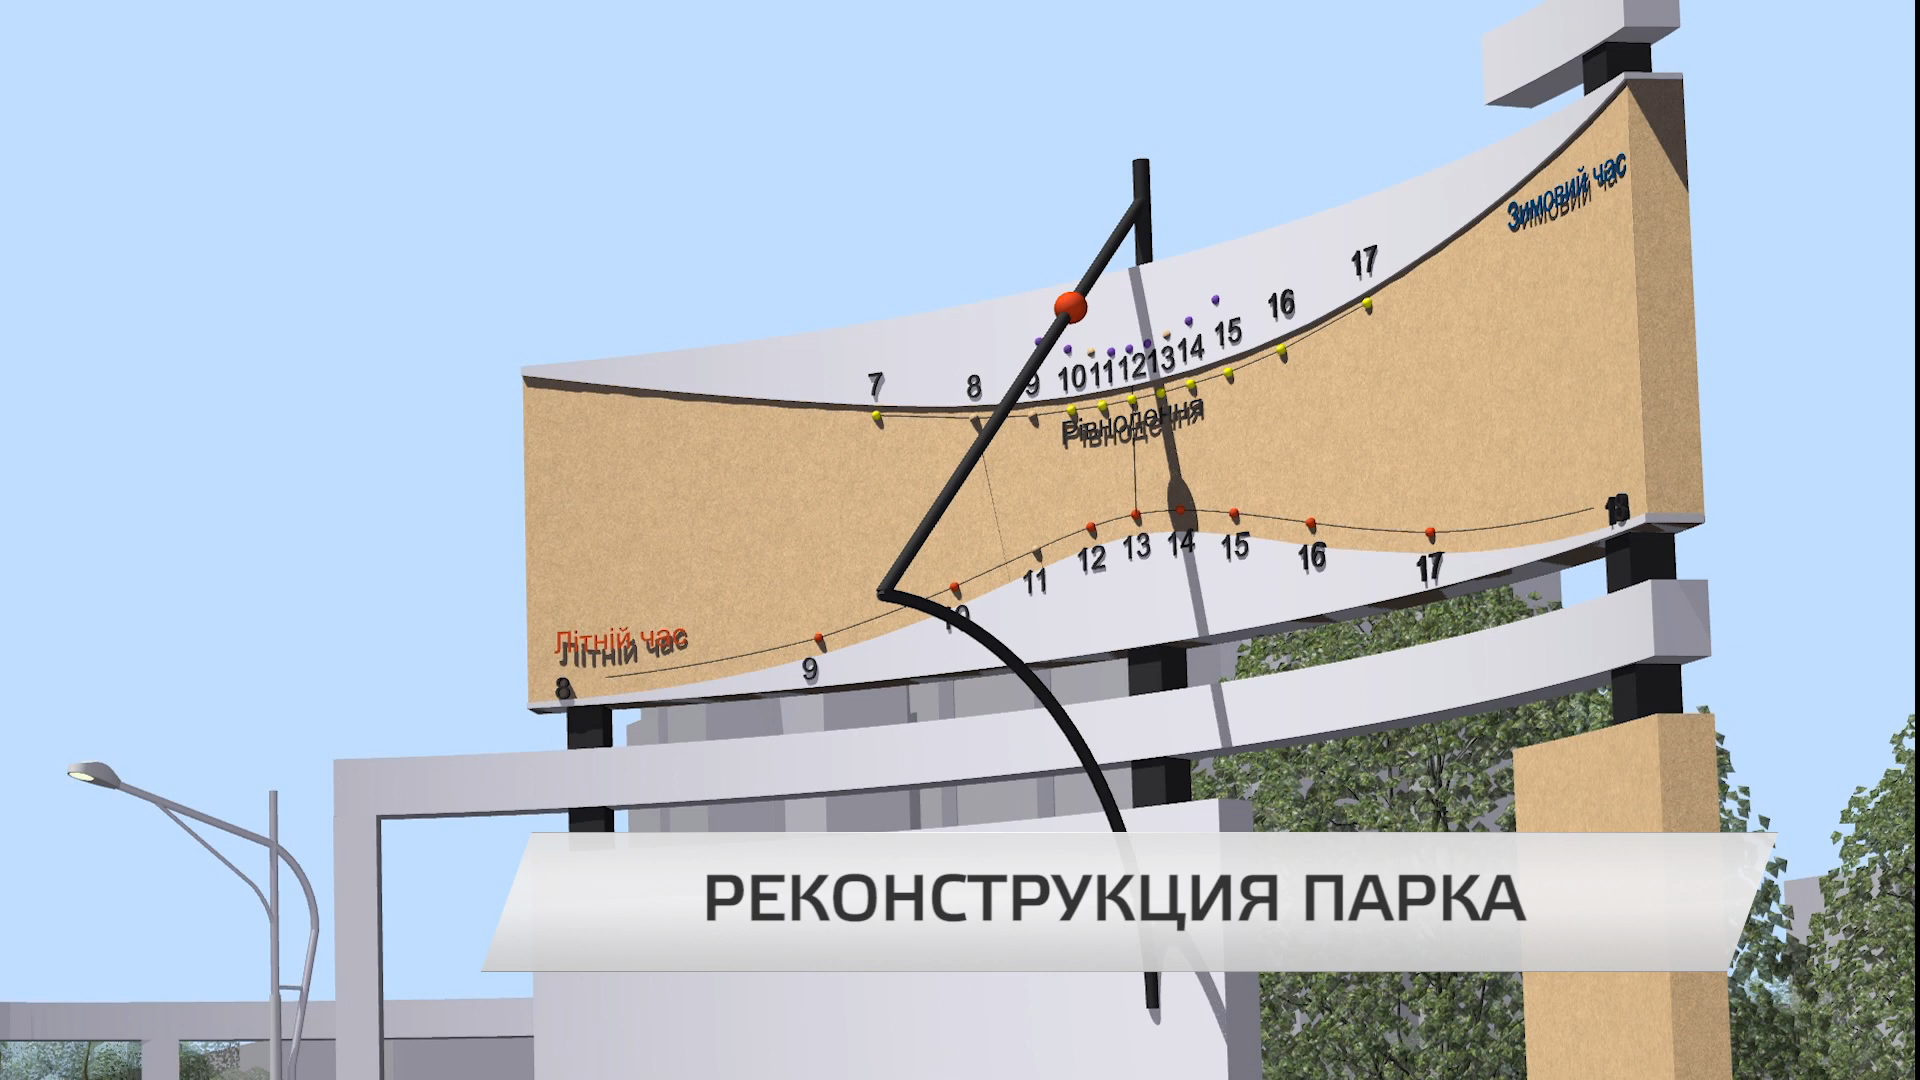 Зимовий час
7 8 9 10 11 12 13 14 15 16 17
Рівнодення
8 9 10 11 12 13 14 15 16 17 18
Літній час
РЕКОНСТРУКЦИЯ ПАРКА